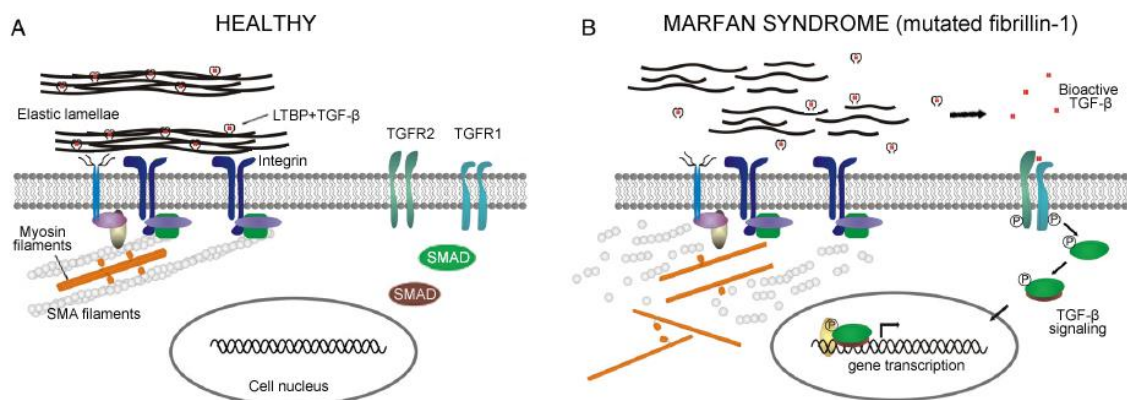 A
HEALTHY
Elastic lamellae
LTBP+TGF-β
TGFR2
TGFR1
Integrin
Myosin
filaments
SMA filaments
SMAD
SMAD
Cell nucleus
B
MARFAN SYNDROME (mutated fibrillin-1)
Bioactive
TGF-β
P
P
P
P
TGF-β
signaling
P
gene transcription